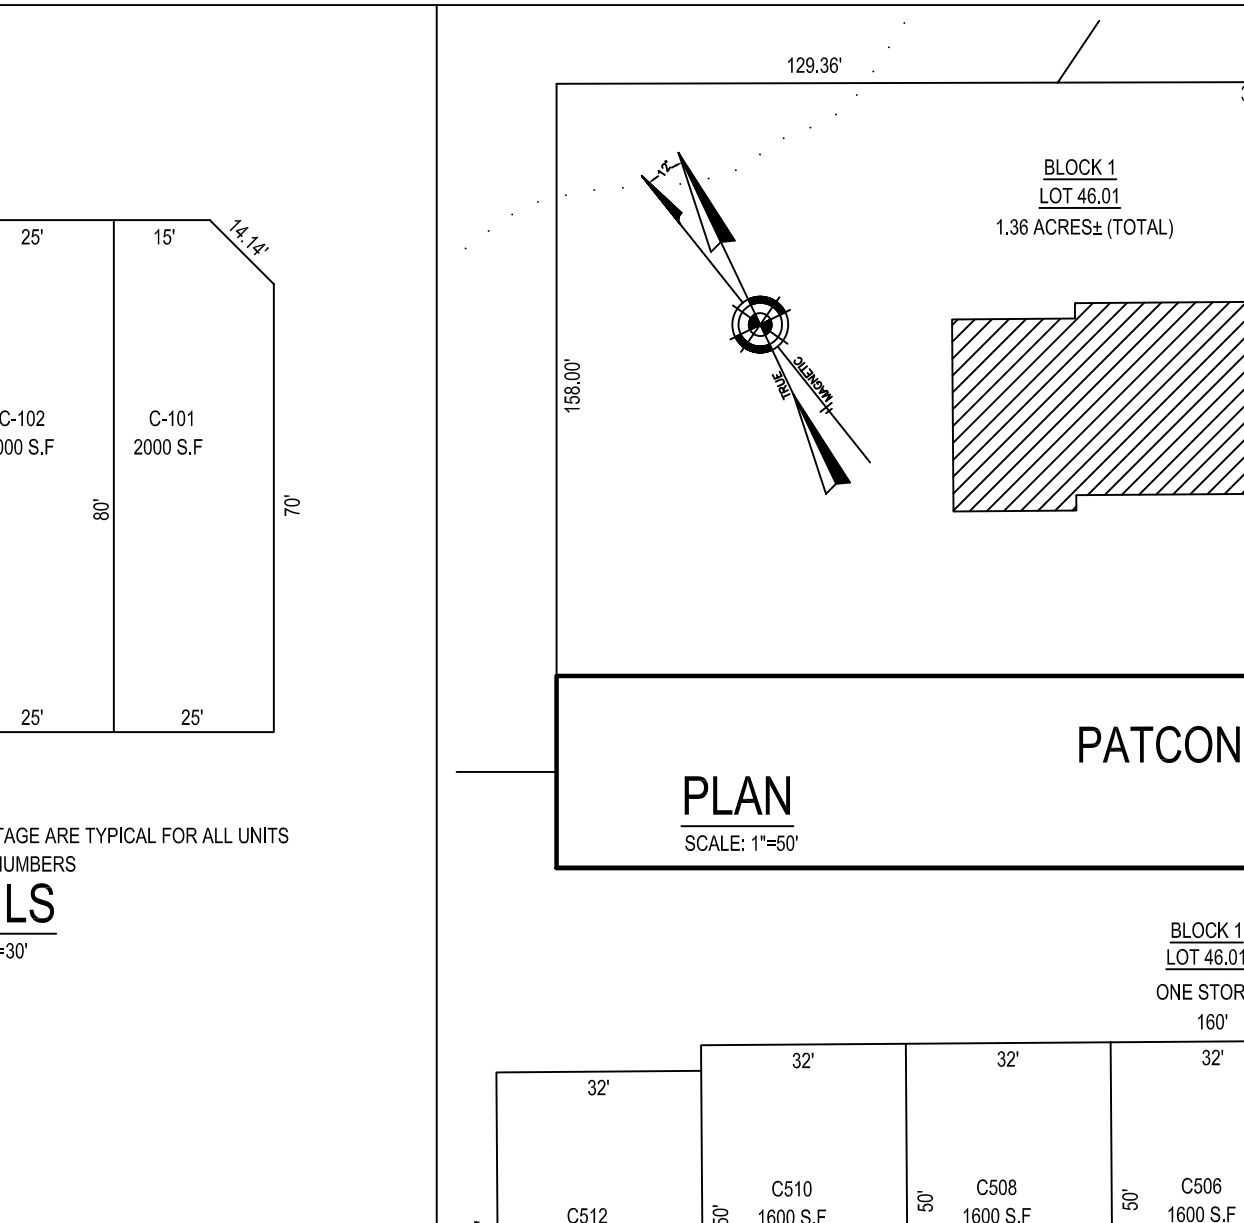 25'
15'
14.14'
C-102
000 S.F
C-101
2000 S.F
80'
70'
25'
25'
TAGE ARE TYPICAL FOR ALL UNITS
NUMBERS
LS
=30'
129.36'
12°
BLOCK 1
LOT 46.01
1.36 ACRES± (TOTAL)
158.00'
TRUE
MAGNETIC
PATCON
PLAN
SCALE: 1"=50'
BLOCK 1
LOT 46.01
ONE STOR
160'
32'
32'
32'
32'
C512
50'
C510
1600 S.F
50'
C508
1600 S.F
50'
C506
1600 S.F